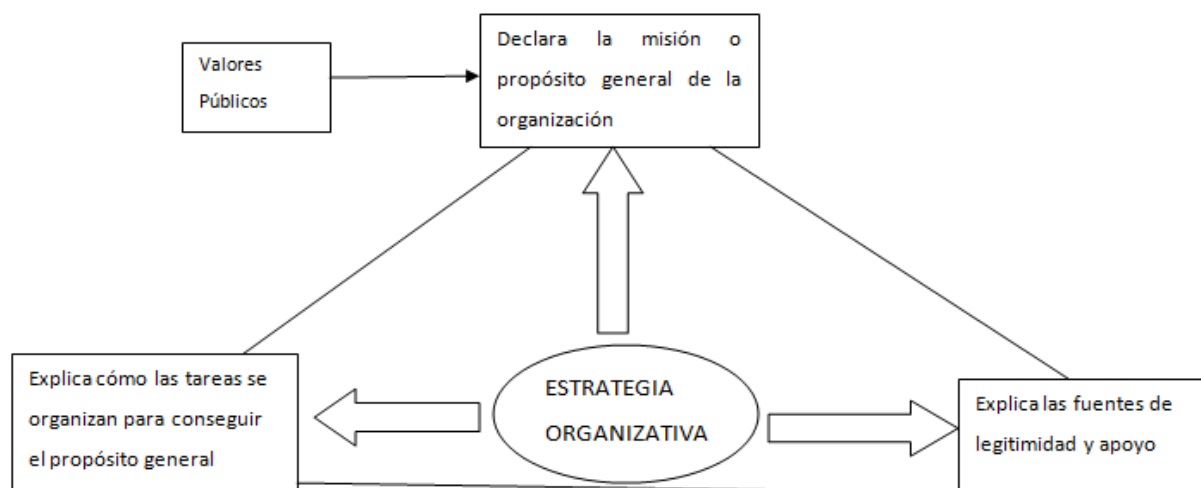 Declara la misión o
propósito general de la
organización
Valores
Públicos
Explica cómo las tareas se
organizan para conseguir
el propósito general
ESTRATEGIA
ORGANIZATIVA
Explica las fuentes de
legitimidad y apoyo